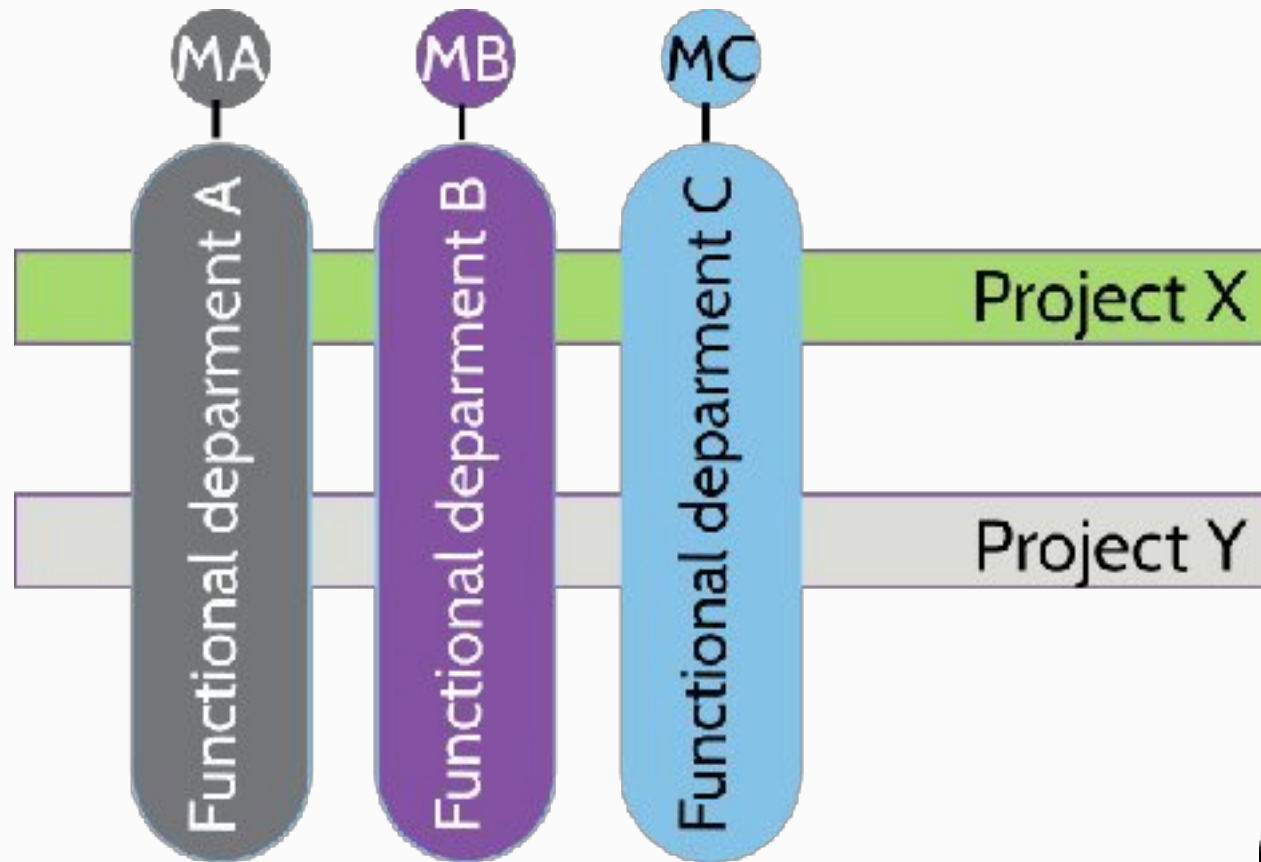 MA
MB
MC
Functional deparment A
Functional deparment B
Functional deparment C
Project X
Project Y